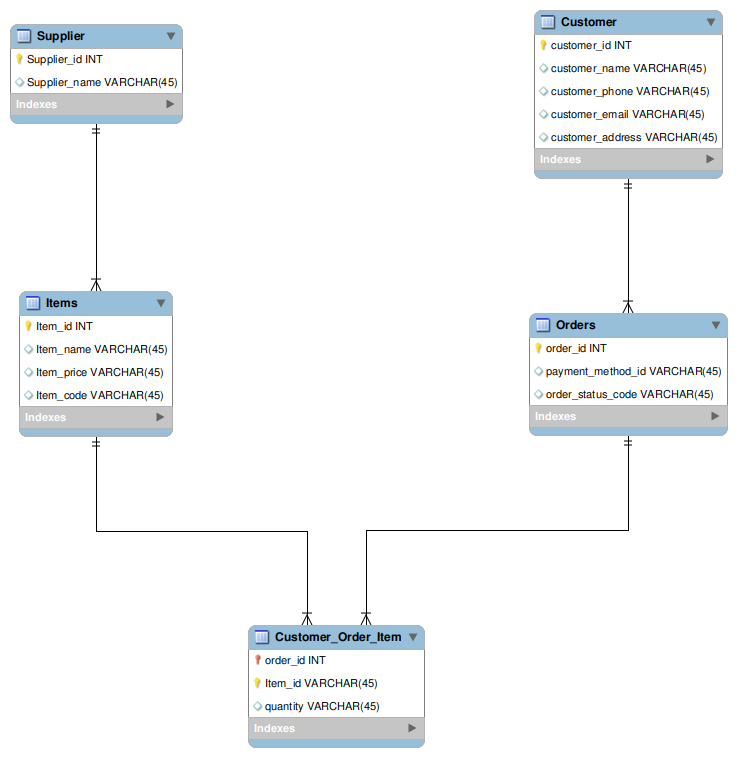 Supplier
Supplier_id INT
Supplier_name VARCHAR(45)
Indexes
Customer
customer_id INT
customer_name VARCHAR(45)
customer_phone VARCHAR(45)
customer_email VARCHAR(45)
customer_address VARCHAR(45)
Indexes
Items
Item_id INT
Item_name VARCHAR(45)
Item_price VARCHAR(45)
Item_code VARCHAR(45)
Indexes
Orders
order_id INT
payment_method_id VARCHAR(45)
order_status_code VARCHAR(45)
Indexes
Customer_Order_Item
order_id INT
Item_id VARCHAR(45)
quantity VARCHAR(45)
Indexes